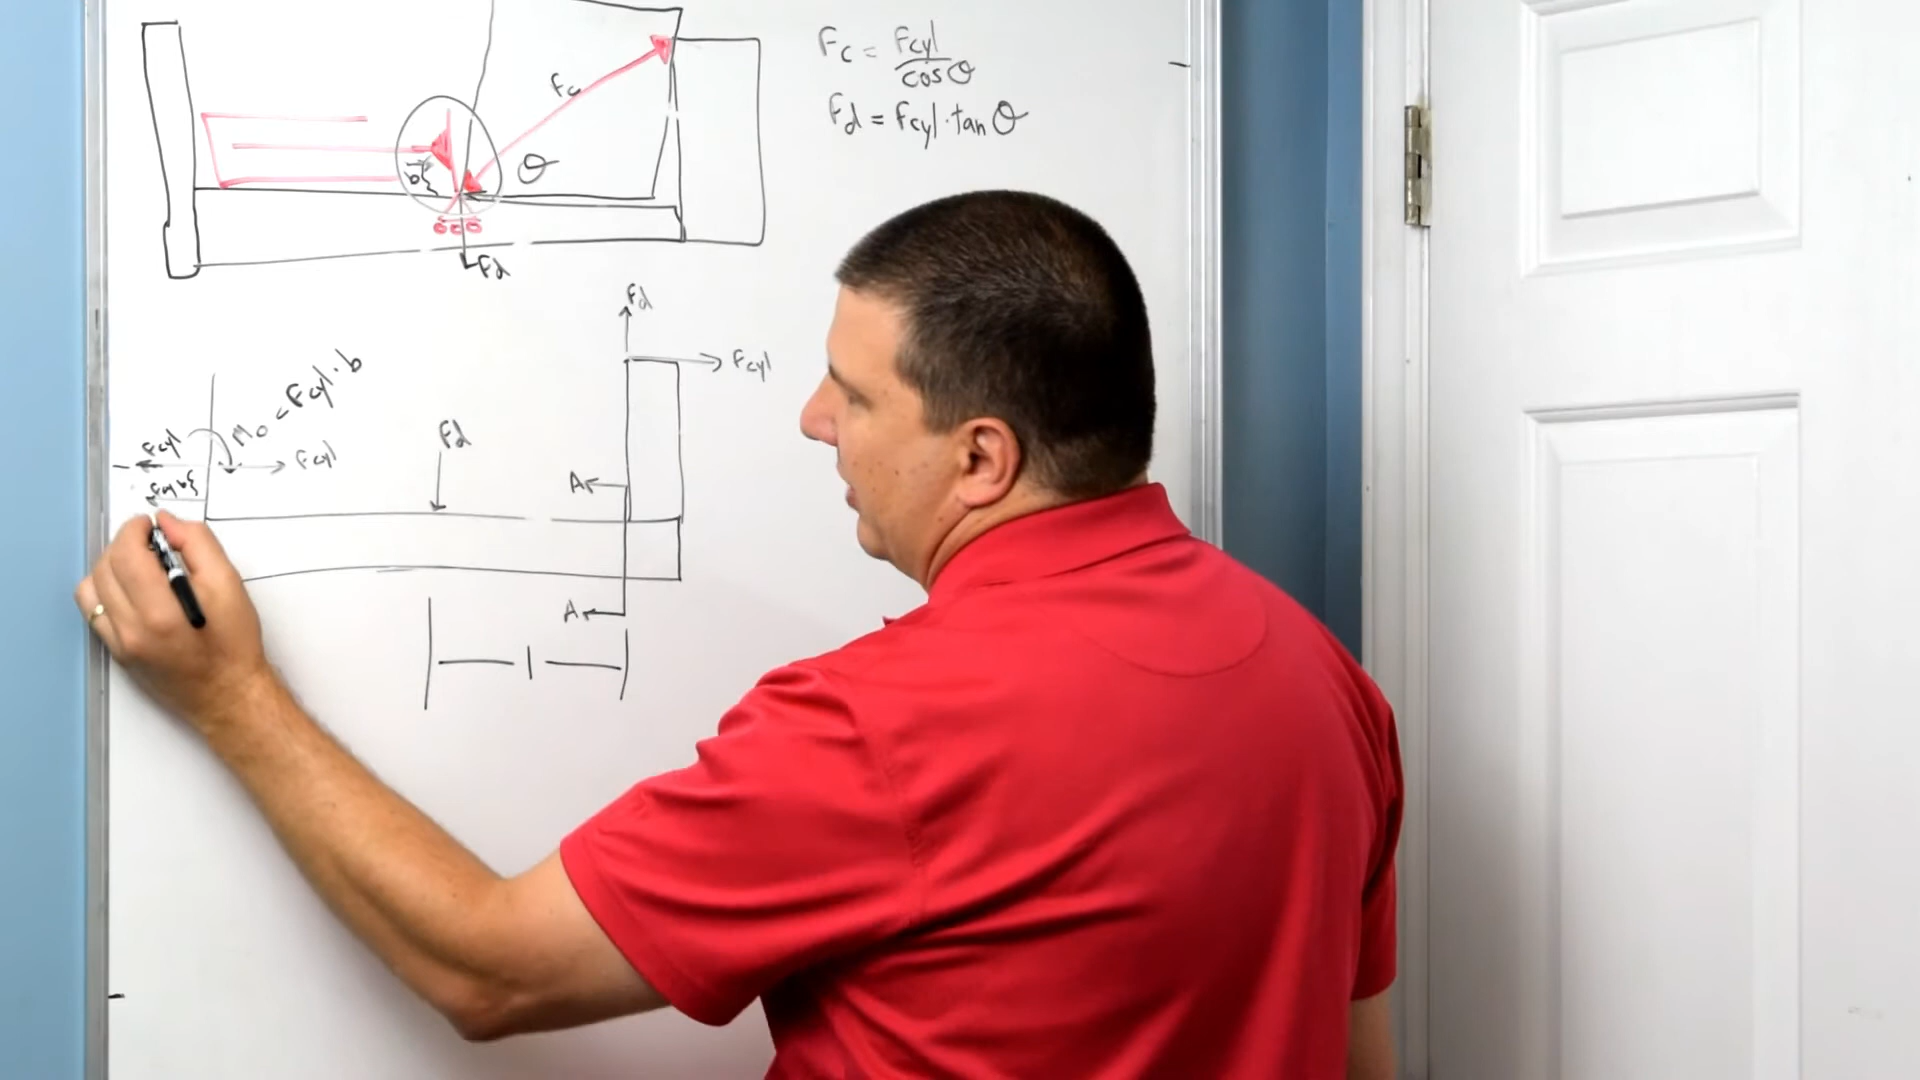 Fc = Fcyl / cos θ
Fd = Fcyl · tan θ
Fc
θ
b
Fd
Fd
Fcyl
Mo = Fcyl · b
Fcyl
Fcyl
Fd
b
A
A